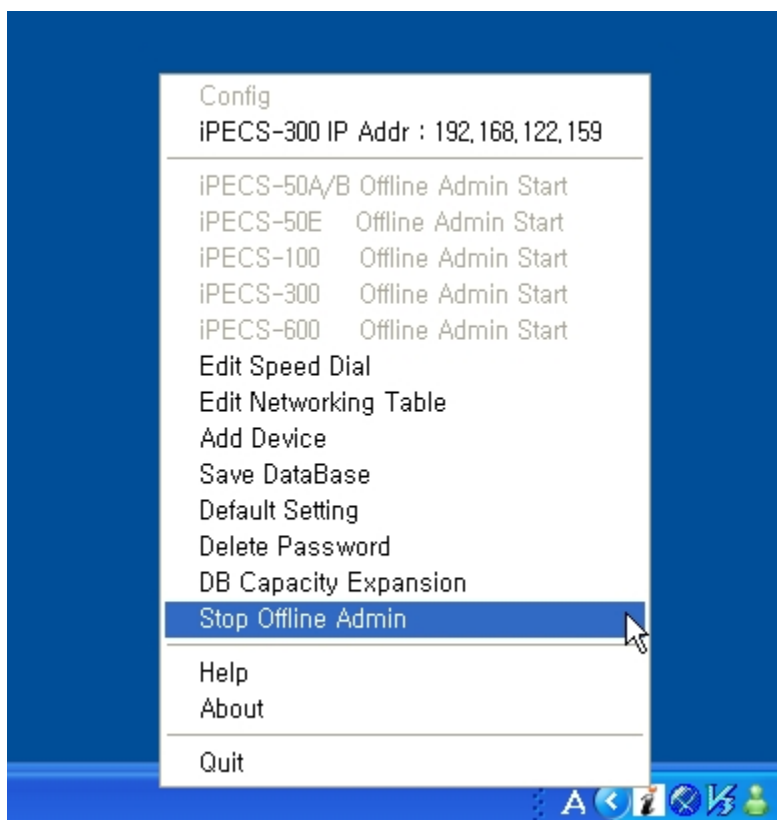 Config
iPECS-300 IP Addr : 192,168,122,159
iPECS-50A/B Offline Admin Start
iPECS-50E Offline Admin Start
iPECS-100 Offline Admin Start
iPECS-300 Offline Admin Start
iPECS-600 Offline Admin Start
Edit Speed Dial
Edit Networking Table
Add Device
Save DataBase
Default Setting
Delete Password
DB Capacity Expansion
Stop Offline Admin
Help
About
Quit
A i V3